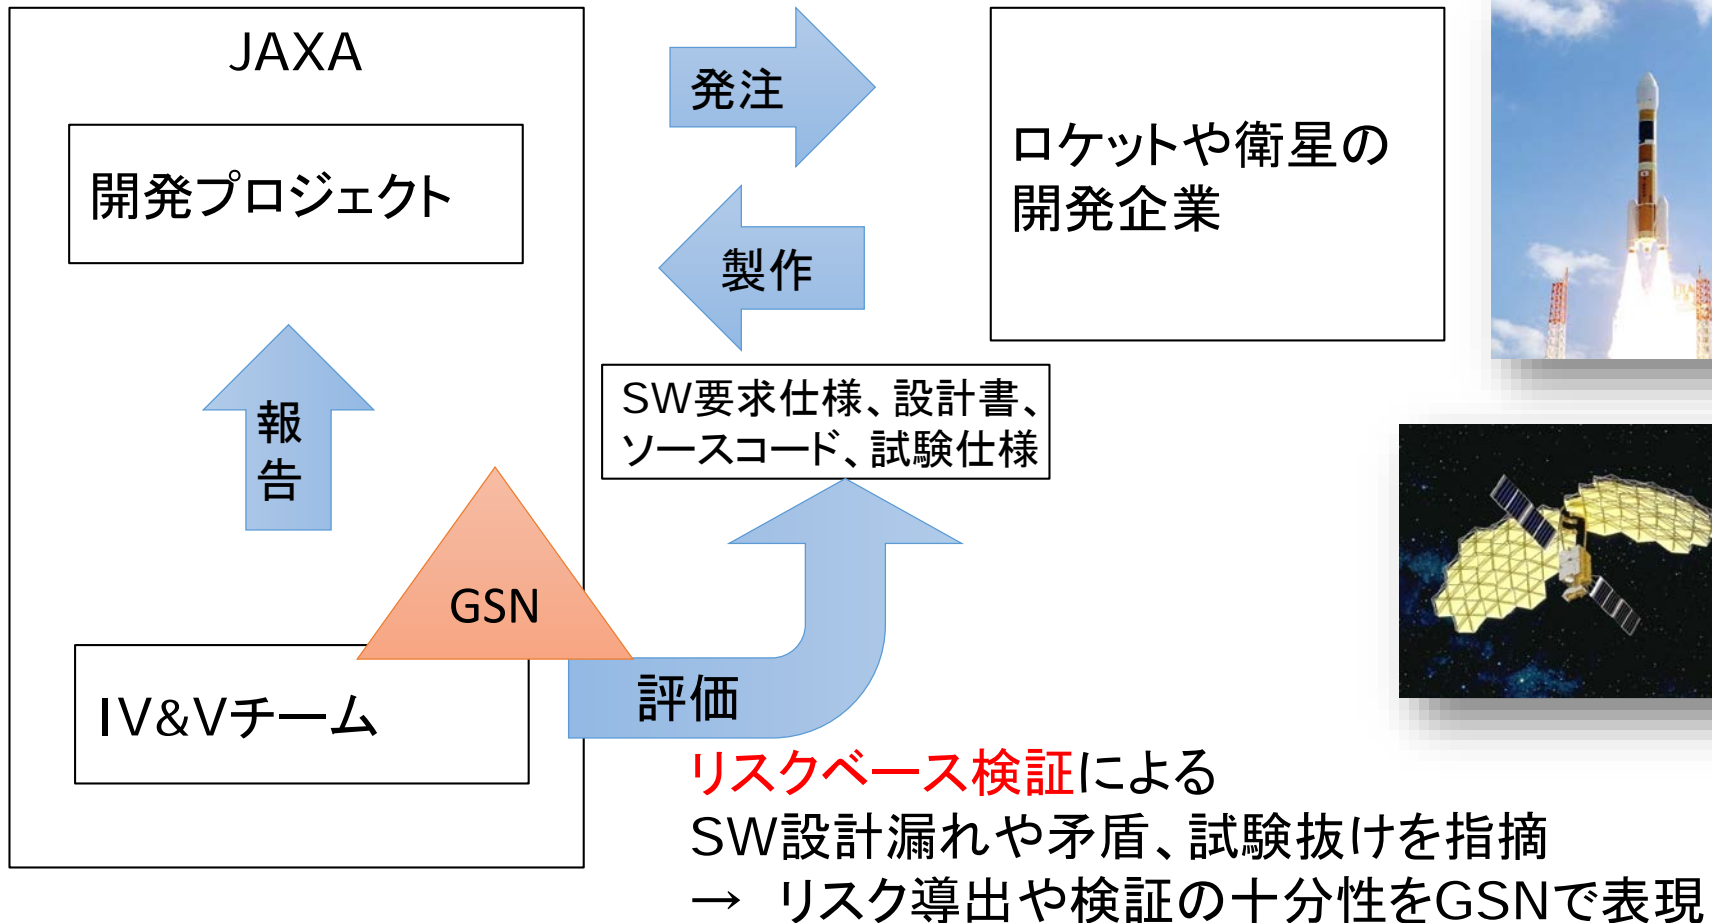 JAXA
開発プロジェクト
報
告
GSN
IV&Vチーム
発注
製作
ロケットや衛星の
開発企業
SW要求仕様、設計書、
ソースコード、試験仕様
評価
リスクベース検証による
SW設計漏れや矛盾、試験抜けを指摘
→ リスク導出や検証の十分性をGSNで表現